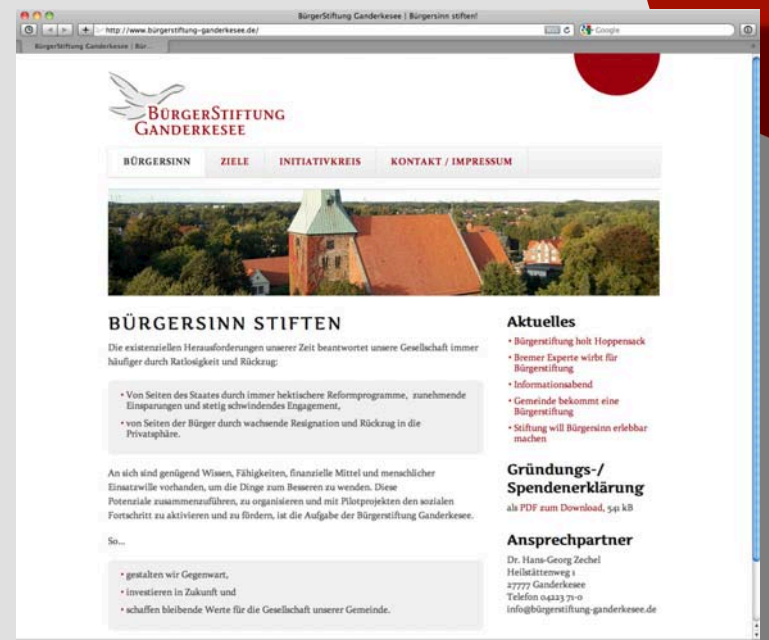 BürgerStiftung Ganderkesee | Bürgersinn stiften!
http://www.bürgerstiftung-ganderkesee.de/
Google
BürgerStiftung Ganderkesee | Bür...
BÜRGERSTIFTUNG
GANDERKESEE
BÜRGERSINN ZIELE INITIATIVKREIS KONTAKT / IMPRESSUM
BÜRGERSINN STIFTEN
Die existenziellen Herausforderungen unserer Zeit beantwortet unsere Gesellschaft immer
häufiger durch Ratlosigkeit und Rückzug:
• Von Seiten des Staates durch immer hektischere Reformprogramme, zunehmende
Einsparungen und stetig schwindendes Engagement,
• von Seiten der Bürger durch wachsende Resignation und Rückzug in die
Privatsphäre.
An sich sind genügend Wissen, Fähigkeiten, finanzielle Mittel und menschlicher
Einsatzwille vorhanden, um die Dinge zum Besseren zu wenden. Diese
Potenziale zusammenzuführen, zu organisieren und mit Pilotprojekten den sozialen
Fortschritt zu aktivieren und zu fördern, ist die Aufgabe der Bürgerstiftung Ganderkesee.
So...
• gestalten wir Gegenwart,
• investieren in Zukunft und
• schaffen bleibende Werte für die Gesellschaft unserer Gemeinde.
Aktuelles
• Bürgerstiftung holt Hoppensack
• Bremer Experte wirbt für
Bürgerstiftung
• Informationsabend
• Gemeinde bekommt eine
Bürgerstiftung
• Stiftung will Bürgersinn erlebbar
machen
Gründungs-/
Spendenerklärung
als PDF zum Download, 541 kB
Ansprechpartner
Dr. Hans-Georg Zechel
Heilstättenweg 1
27777 Ganderkesee
Telefon 04223 71-0
info@bürgerstiftung-ganderkesee.de